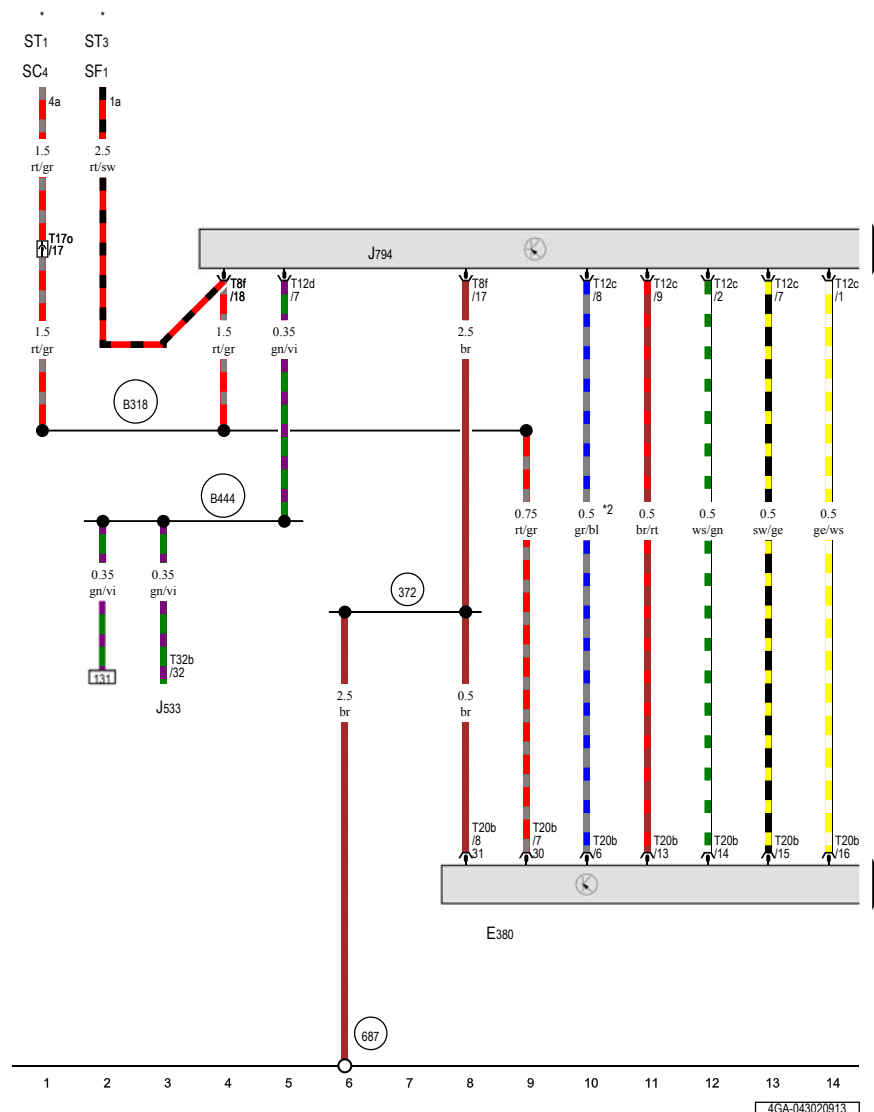 * *
ST1 ST3
SC4 SF1
4a 1a
1.5 2.5
rt/gr rt/sw
T17o
/17
J794
T8f T12d T8f T12c T12c T12c T12c T12c
/18 /7 /17 /8 /9 /2 /7 /1
1.5 1.5 0.35 2.5
rt/gr rt/gr gn/vi br
B318
B444
0.75 0.5 *2 0.5 0.5 0.5 0.5
rt/gr gr/bl br/rt ws/gn sw/ge ge/ws
0.35 0.35
gn/vi gn/vi
372
T32b
/32
131
J533
2.5 0.5
br br
T20b T20b T20b T20b T20b T20b T20b
/8 /7 /6 /13 /14 /15 /16
31 30
E380
687
1 2 3 4 5 6 7 8 9 10 11 12 13 14
4GA-043020913